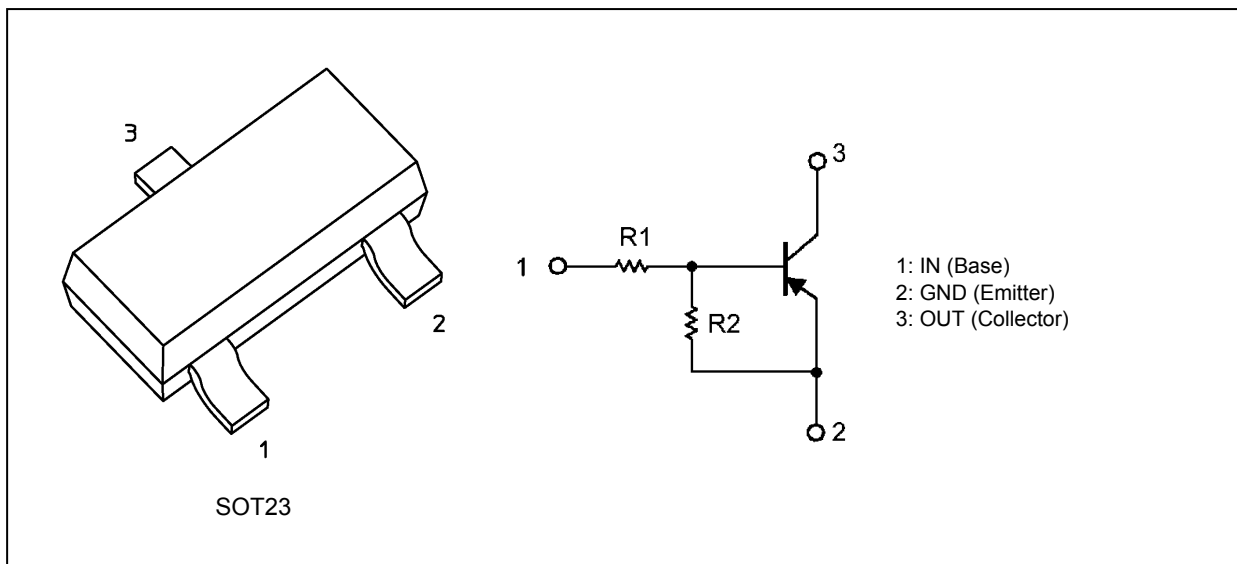 3
2
1
SOT23
3
R1
1
R2
2
1: IN (Base)
2: GND (Emitter)
3: OUT (Collector)